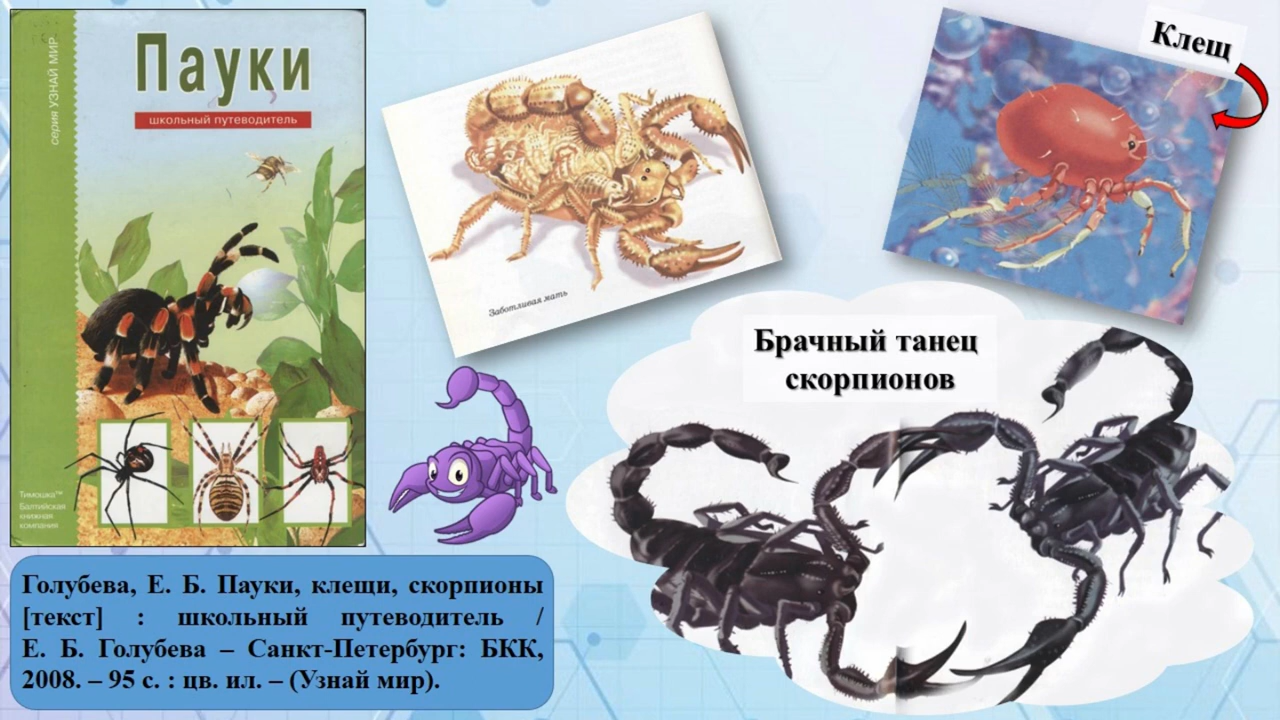 серия УЗНАЙ МИР
Пауки
школьный путеводитель
Тимошка™
Балтийская
книжная
компания
Заботливая мать
Клещ
Брачный танец
скорпионов
Голубева, Е. Б. Пауки, клещи, скорпионы
[текст] : школьный путеводитель /
Е. Б. Голубева – Санкт-Петербург: БКК,
2008. – 95 с. : цв. ил. – (Узнай мир).